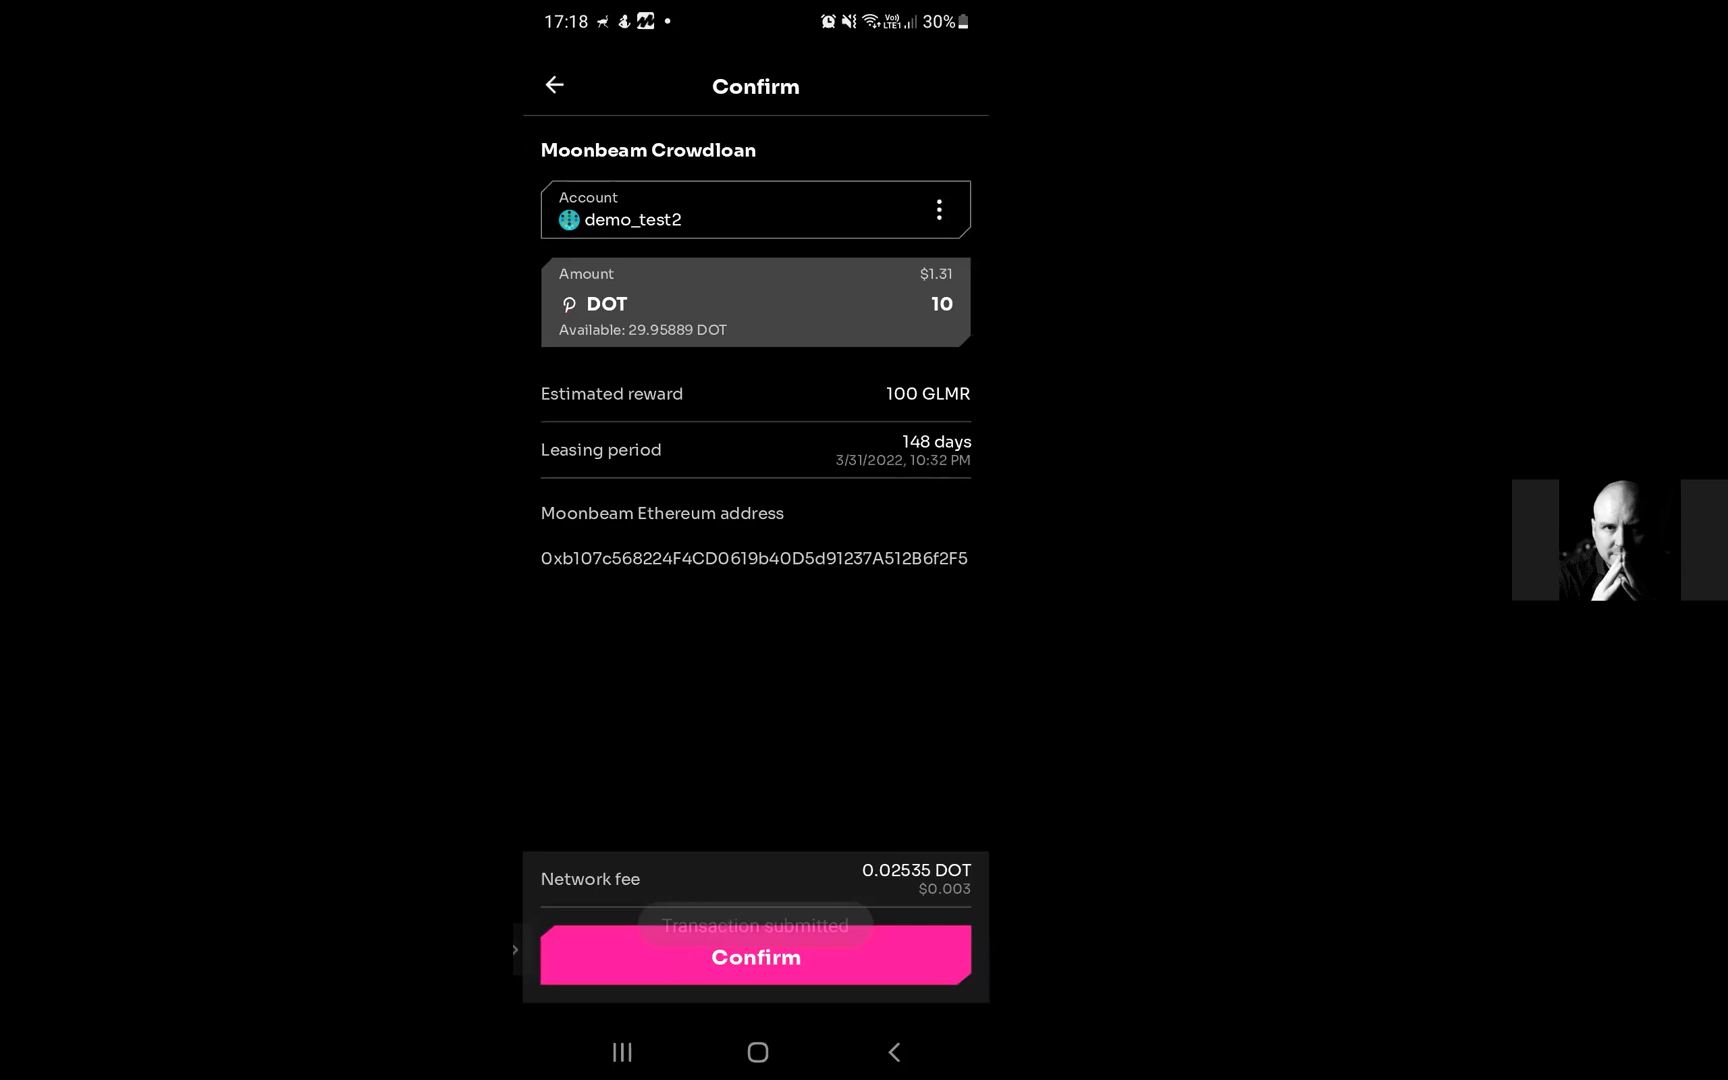 17:18
VoLTE1 30%
Confirm
Moonbeam Crowdloan
Account
demo_test2
Amount $1.31
DOT 10
Available: 29.95889 DOT
Estimated reward 100 GLMR
Leasing period 148 days
3/31/2022, 10:32 PM
Moonbeam Ethereum address
0xb107c568224F4CD0619b40D5d91237A512B6f2F5
Network fee 0.02535 DOT
$0.003
Transaction submitted
Confirm